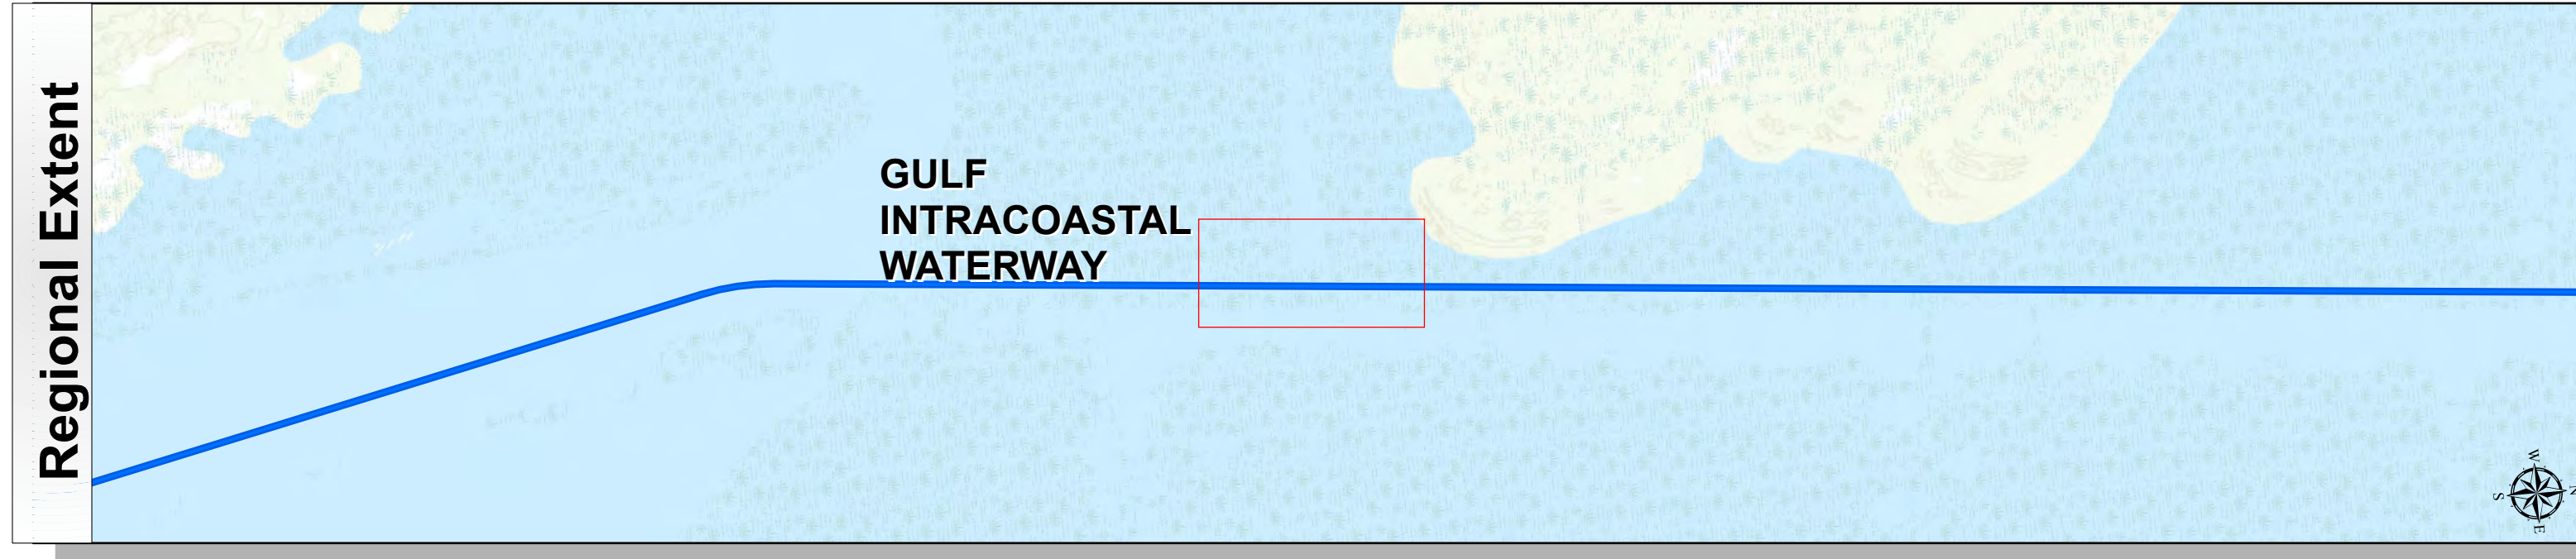 Regional Extent
GULF
INTRACOASTAL
WATERWAY
W
S
N
E